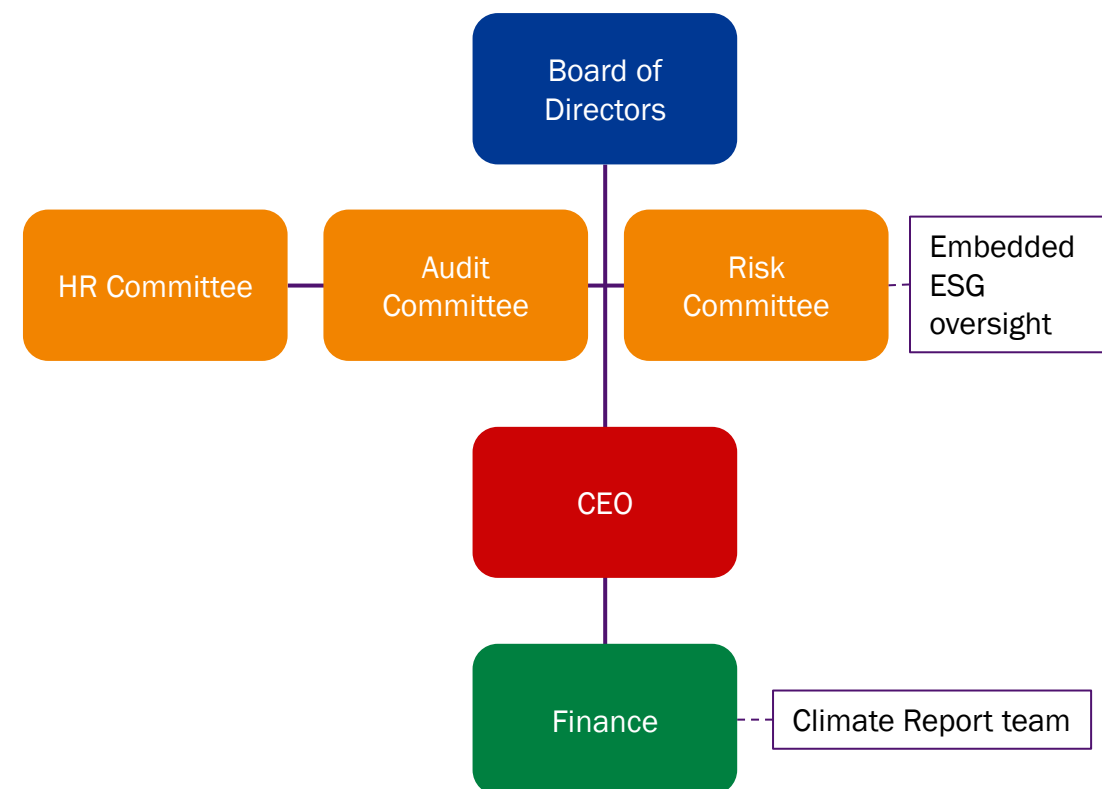 Board of
Directors
HR Committee
Audit
Committee
Risk
Committee
Embedded
ESG
oversight
CEO
Finance
Climate Report team